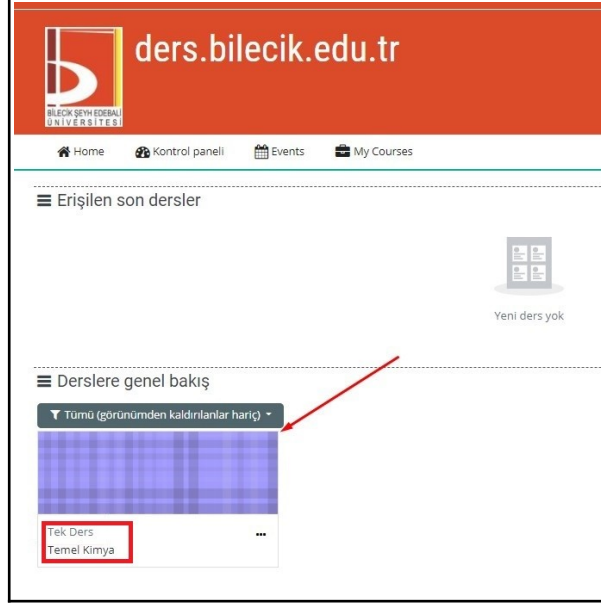 ders.bilecik.edu.tr
BİLECİK ŞEYH EDEBALİ
ÜNİVERSİTESİ
Home Kontrol paneli Events My Courses
Erişilen son dersler
Yeni ders yok
Derslere genel bakış
Tümü (görünümden kaldırılanlar hariç)
Tek Ders
Temel Kimya